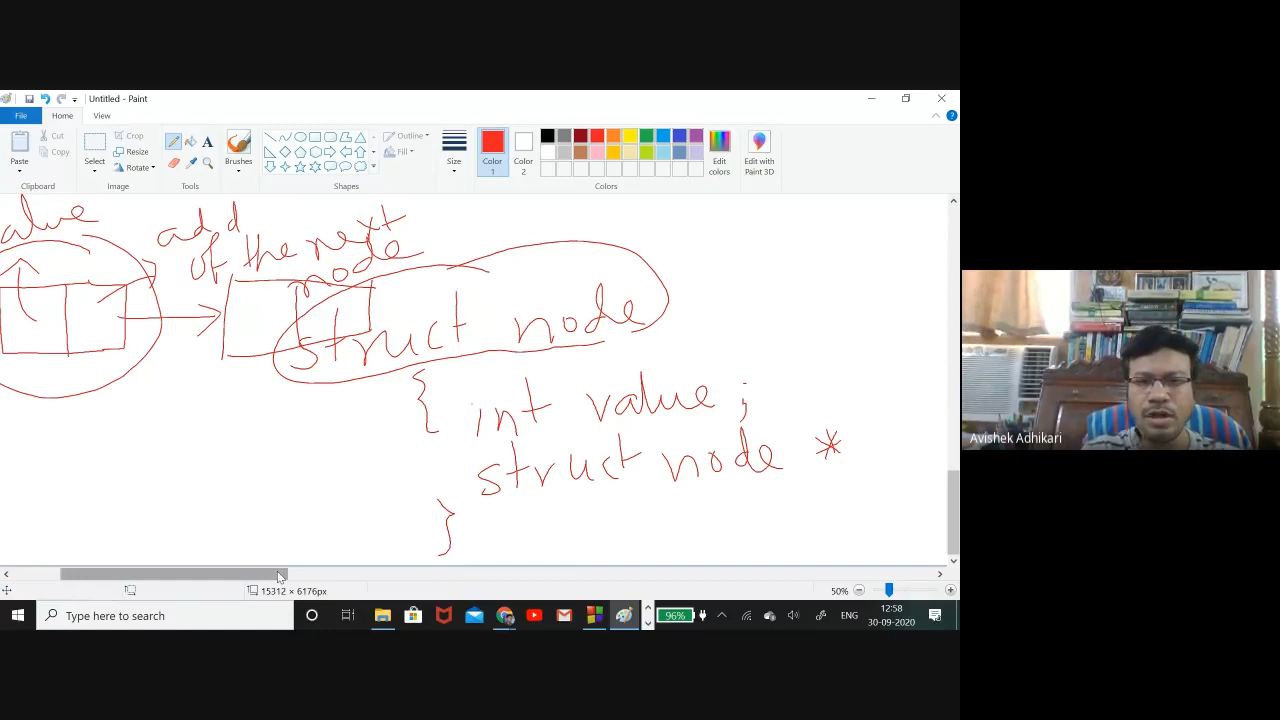 Untitled - Paint
File Home View
Paste
Cut
Copy
Clipboard
Select
Crop
Resize
Rotate
Image
Tools
Brushes
Shapes
Outline
Fill
Size
Color 1
Color 2
Edit colors
Colors
Edit with Paint 3D
alue
add
of the next
node
struct node
{ int value;
struct node *
}
Avishek Adhikari
15312 × 6176px
50%
Type here to search
96%
ENG
12:58
30-09-2020